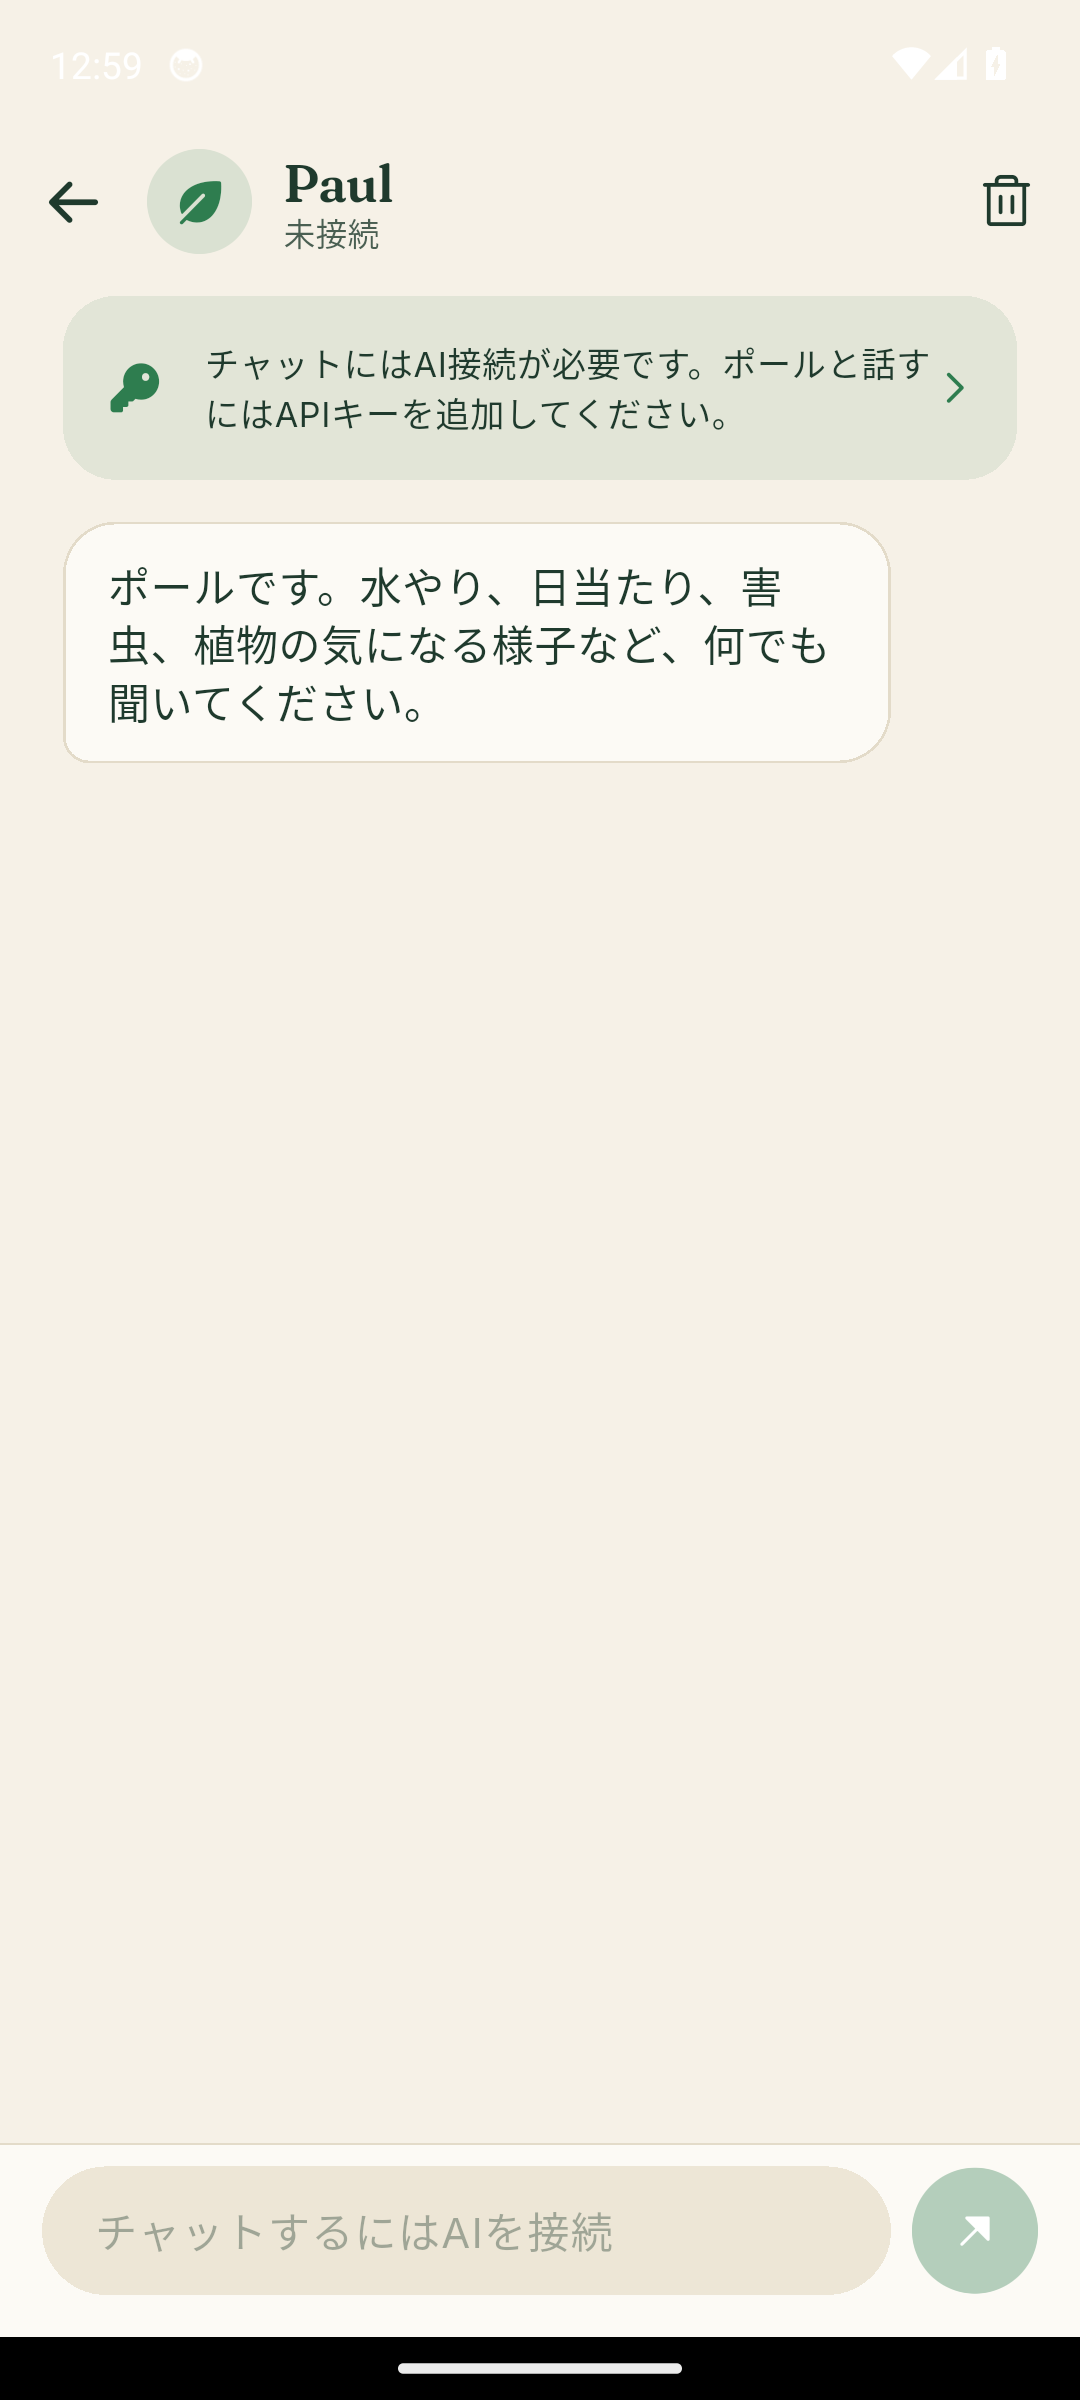 12:59
Paul
未接続
チャットにはAI接続が必要です。ポールと話す
にはAPIキーを追加してください。
ポールです。水やり、日当たり、害
虫、植物の気になる様子など、何でも
聞いてください。
チャットするにはAIを接続